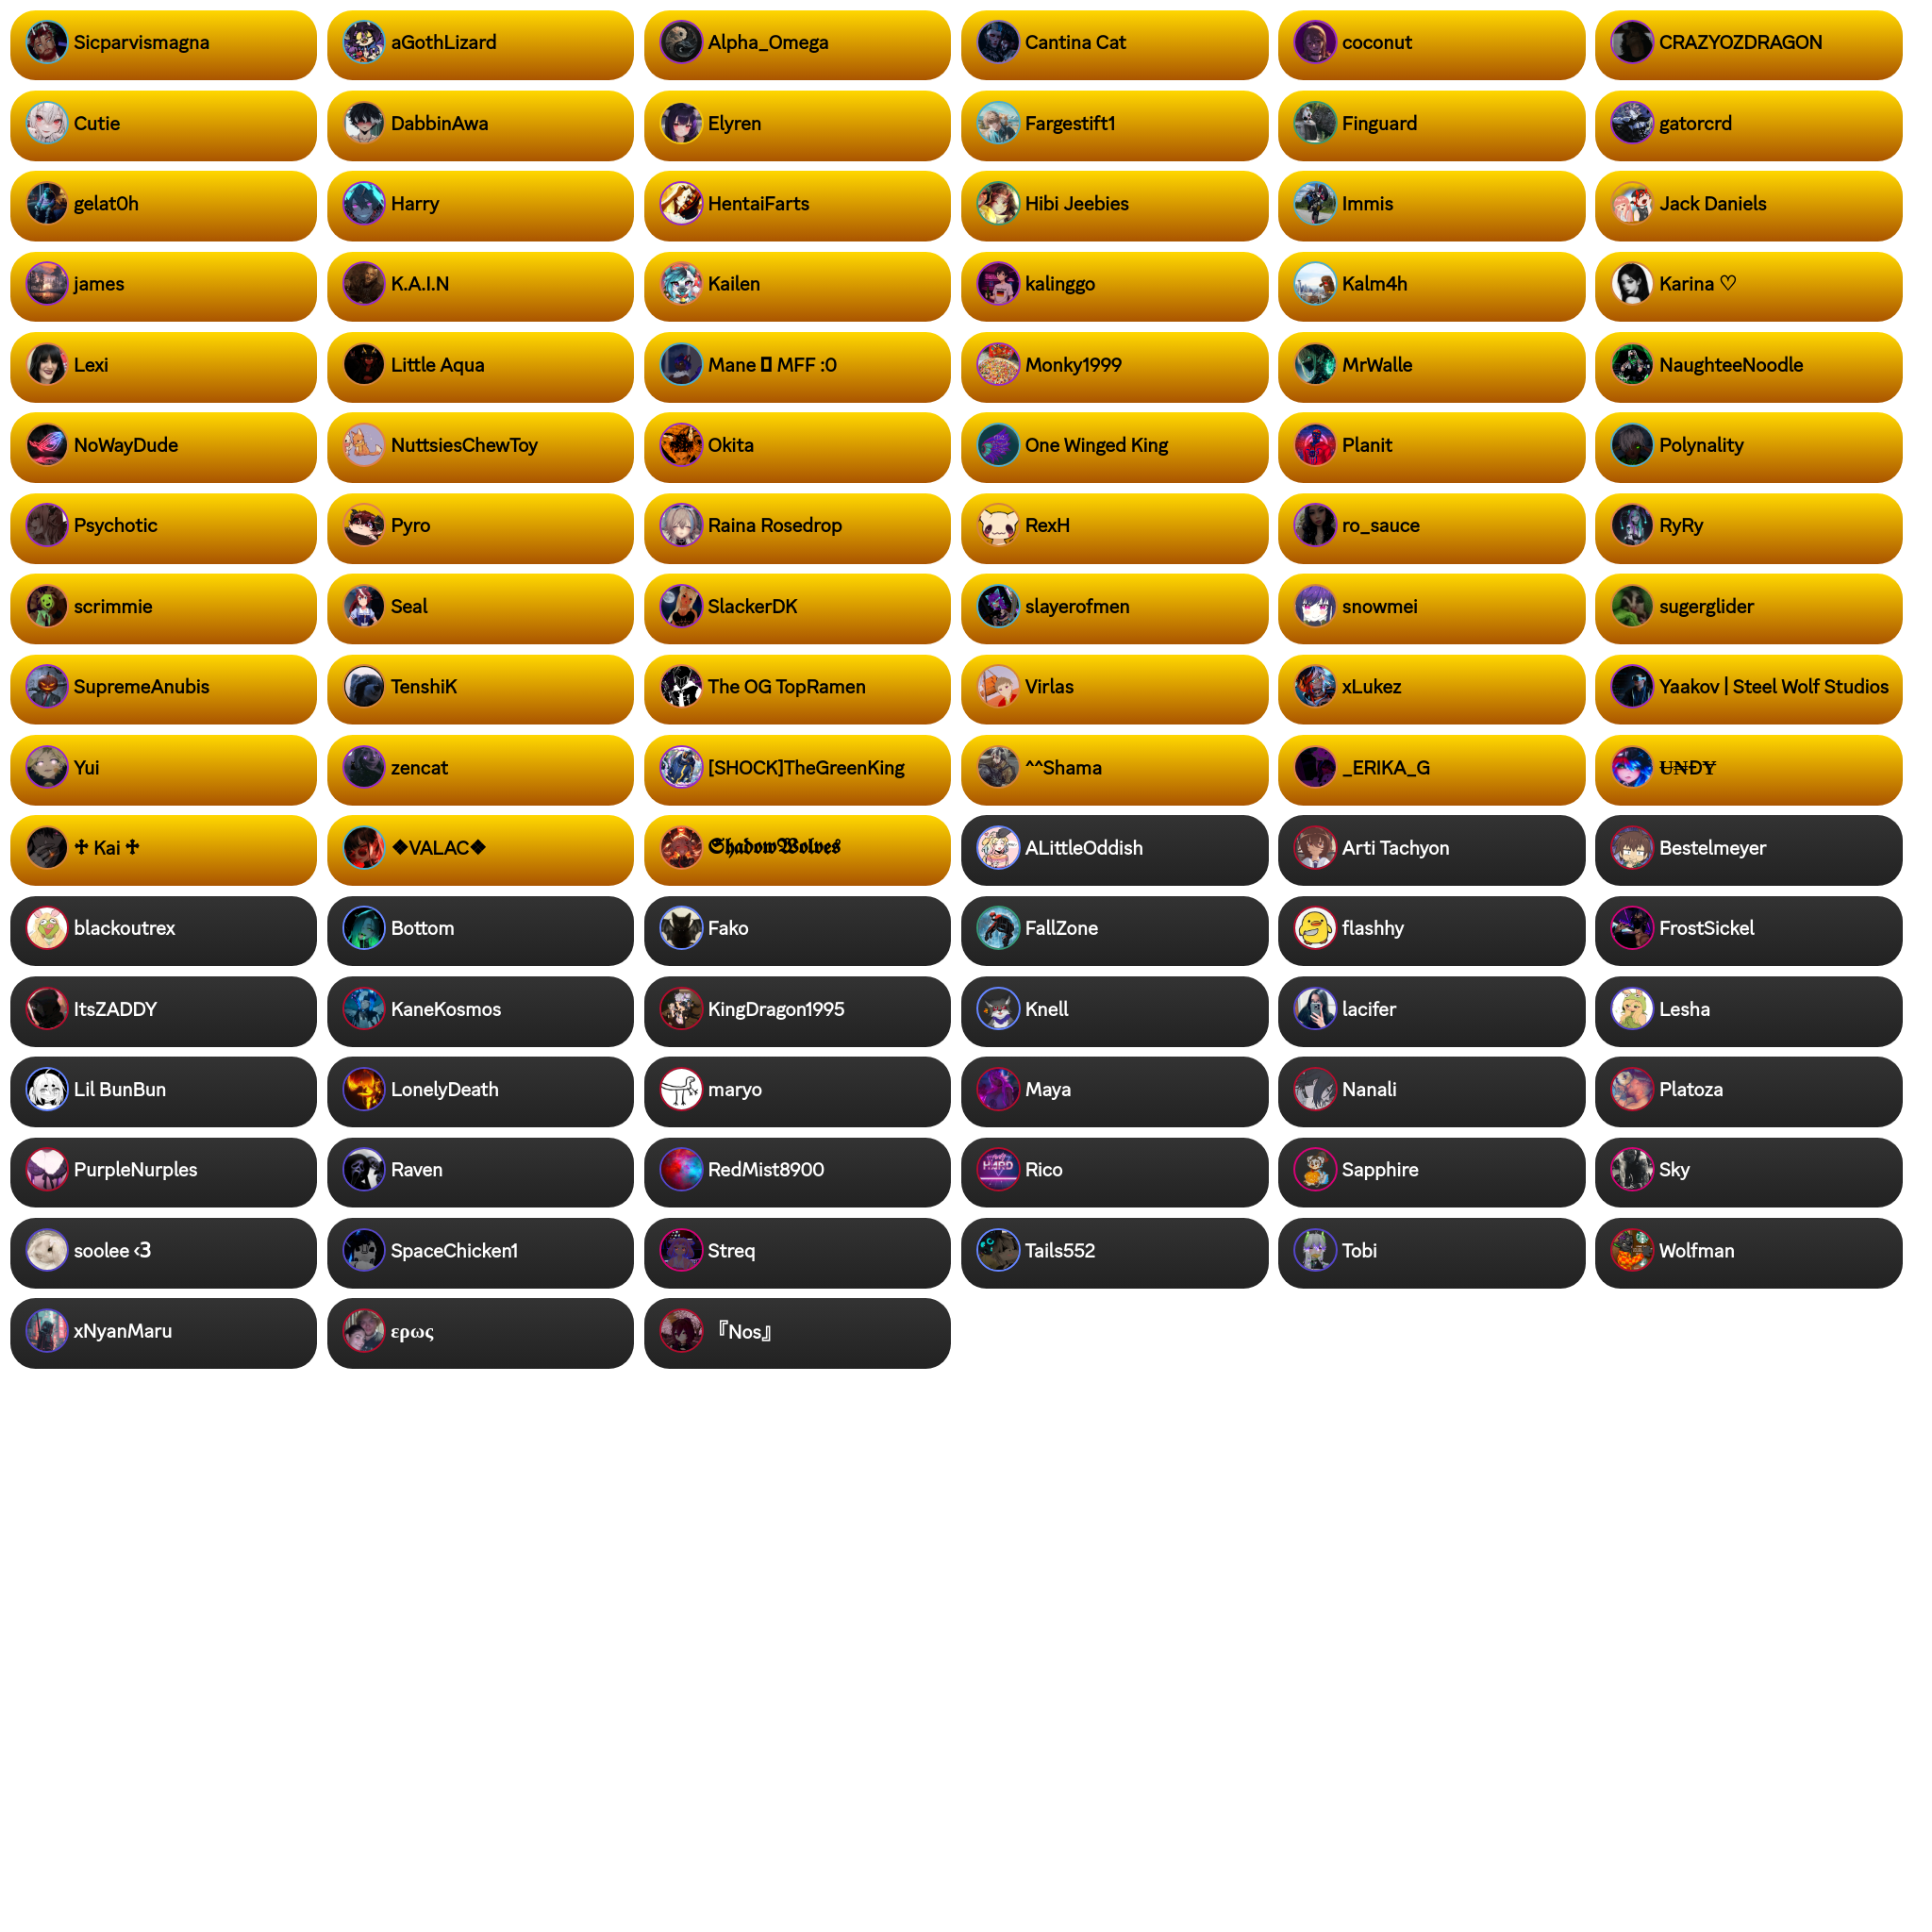 Sicparvismagna aGothLizard Alpha_Omega Cantina Cat coconut CRAZYOZDRAGON
Cutie DabbinAwa Elyren Fargestift1 Finguard gatorcrd
gelat0h Harry HentaiFarts Hibi Jeebies Immis Jack Daniels
james K.A.I.N Kailen kalinggo Kalm4h Karina ♡
Lexi Little Aqua Mane ▯ MFF :0 Monky1999 MrWalle NaughteeNoodle
NoWayDude NuttsiesChewToy Okita One Winged King Planit Polynality
Psychotic Pyro Raina Rosedrop RexH ro_sauce RyRy
scrimmie Seal SlackerDK slayerofmen snowmei sugerglider
SupremeAnubis TenshiK The OG TopRamen Virlas xLukez Yaakov | Steel Wolf Studios
Yui zencat [SHOCK]TheGreenKing ^^Shama _ERIKA_G U̶N̶D̶Y̶
♱ Kai ♱ ❖VALAC❖ 𝕾𝖍𝖆𝖉𝖔𝖜𝖂𝖔𝖑𝖛𝖊𝖘 ALittleOddish Arti Tachyon Bestelmeyer
blackoutrex Bottom Fako FallZone flashhy FrostSickel
ItsZADDY KaneKosmos KingDragon1995 Knell lacifer Lesha
Lil BunBun LonelyDeath maryo Maya Nanali Platoza
PurpleNurples Raven RedMist8900 Rico Sapphire Sky
soolee <3 SpaceChicken1 Streq Tails552 Tobi Wolfman
xNyanMaru ερως 『Nos』